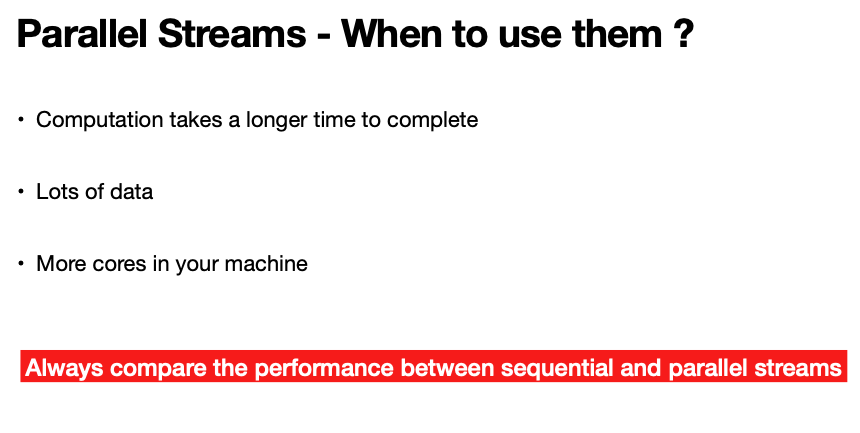 Parallel Streams - When to use them ?
• Computation takes a longer time to complete
• Lots of data
• More cores in your machine
Always compare the performance between sequential and parallel streams